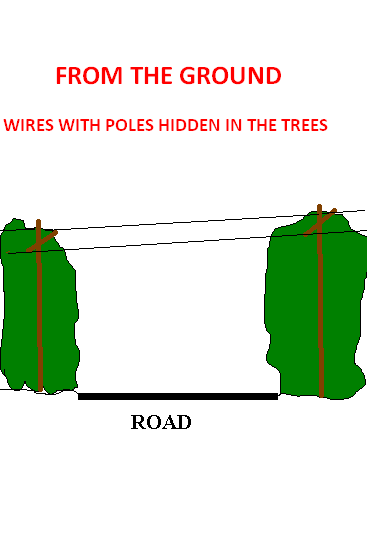 FROM THE GROUND
WIRES WITH POLES HIDDEN IN THE TREES
ROAD